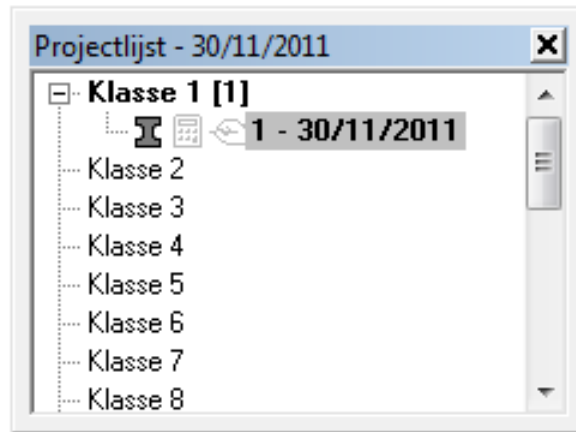 Projectlijst - 30/11/2011
Klasse 1 [1]
1 - 30/11/2011
Klasse 2
Klasse 3
Klasse 4
Klasse 5
Klasse 6
Klasse 7
Klasse 8